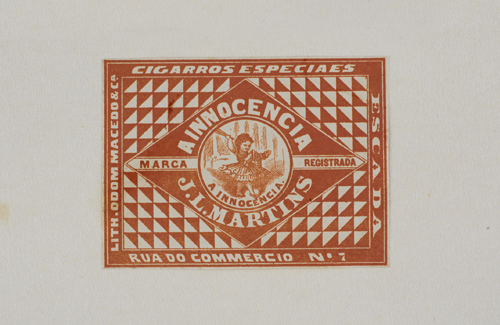 CIGARROS ESPECIAES
LITH. ODOM MACEDO & Cª
ESCADA
A INNOCENCIA
MARCA REGISTRADA
A INNOCENCIA.
J. L. MARTINS
RUA DO COMMERCIO Nº 7